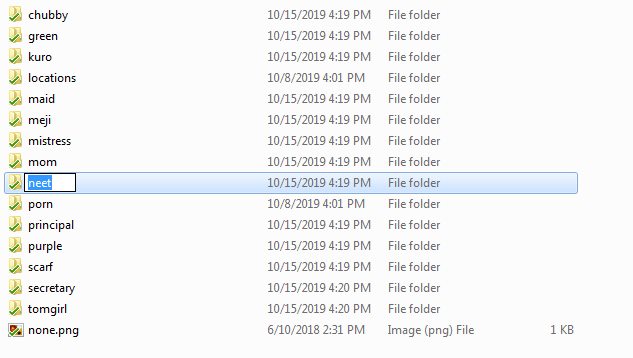 chubby 10/15/2019 4:19 PM File folder
green 10/15/2019 4:19 PM File folder
kuro 10/15/2019 4:19 PM File folder
locations 10/8/2019 4:01 PM File folder
maid 10/15/2019 4:19 PM File folder
meji 10/15/2019 4:19 PM File folder
mistress 10/15/2019 4:19 PM File folder
mom 10/15/2019 4:19 PM File folder
neet 10/15/2019 4:19 PM File folder
porn 10/8/2019 4:01 PM File folder
principal 10/15/2019 4:19 PM File folder
purple 10/15/2019 4:19 PM File folder
scarf 10/15/2019 4:19 PM File folder
secretary 10/15/2019 4:20 PM File folder
tomgirl 10/15/2019 4:20 PM File folder
none.png 6/10/2018 2:31 PM Image (png) File 1 KB